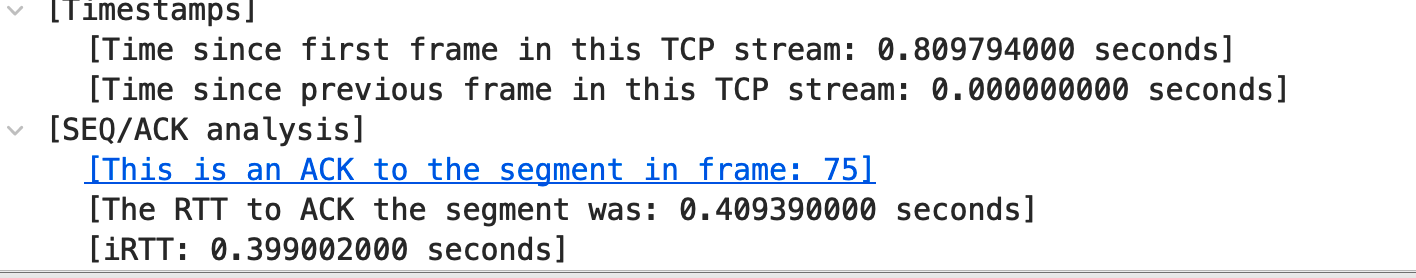 [Timestamps]
[Time since first frame in this TCP stream: 0.809794000 seconds]
[Time since previous frame in this TCP stream: 0.000000000 seconds]
[SEQ/ACK analysis]
[This is an ACK to the segment in frame: 75]
[The RTT to ACK the segment was: 0.409390000 seconds]
[iRTT: 0.399002000 seconds]